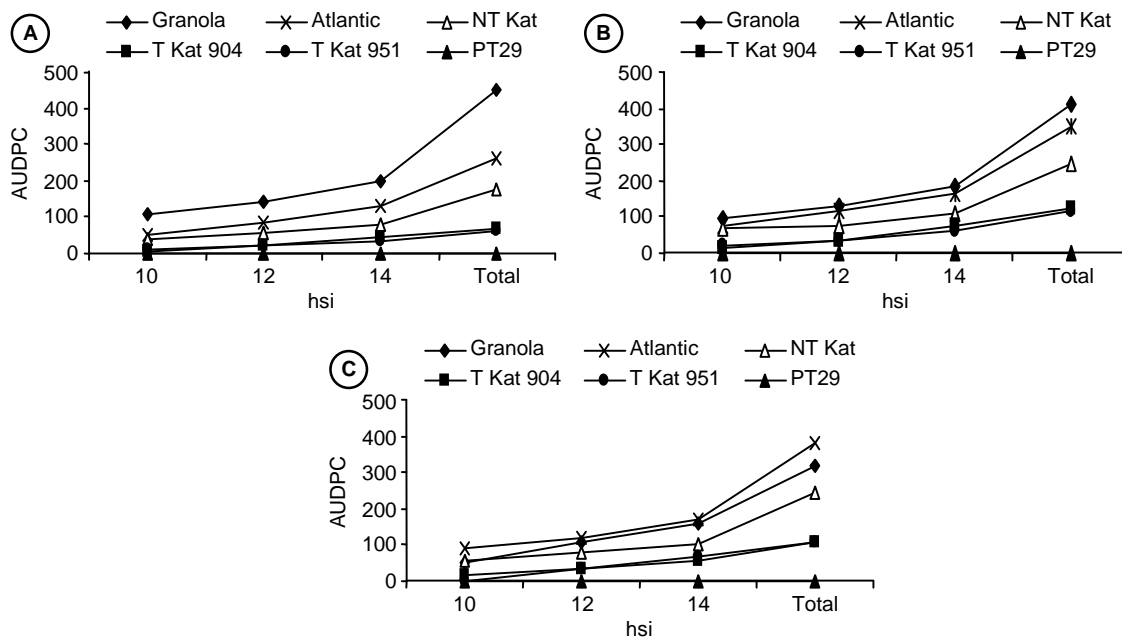 A
Granola Atlantic NT Kat
T Kat 904 T Kat 951 PT29
500
400
300
200
100
0
AUDPC
10 12 14 Total
hsi
B
Granola Atlantic NT Kat
T Kat 904 T Kat 951 PT29
500
400
300
200
100
0
AUDPC
10 12 14 Total
hsi
C
Granola Atlantic NT Kat
T Kat 904 T Kat 951 PT29
500
400
300
200
100
0
AUDPC
10 12 14 Total
hsi